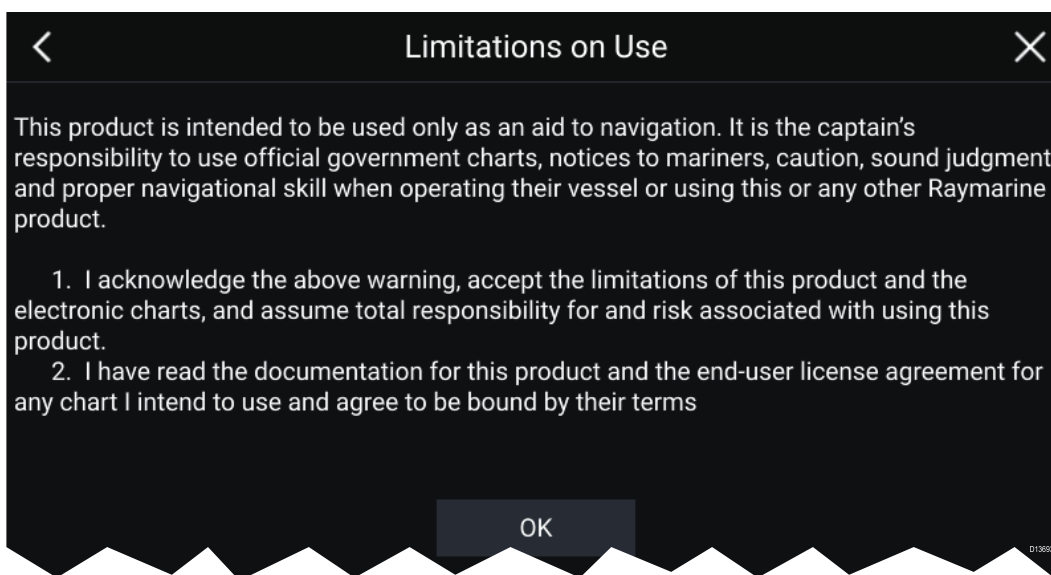 Limitations on Use
This product is intended to be used only as an aid to navigation. It is the captain’s
responsibility to use official government charts, notices to mariners, caution, sound judgment
and proper navigational skill when operating their vessel or using this or any other Raymarine
product.
1. I acknowledge the above warning, accept the limitations of this product and the
electronic charts, and assume total responsibility for and risk associated with using this
product.
2. I have read the documentation for this product and the end-user license agreement for
any chart I intend to use and agree to be bound by their terms
OK